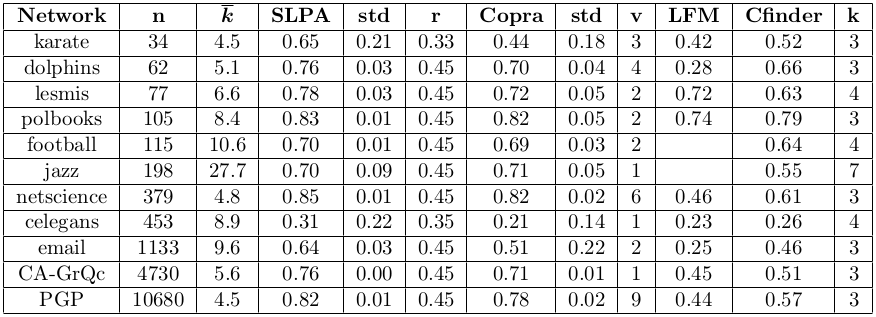 Network n k̅ SLPA std r Copra std v LFM Cfinder k
karate 34 4.5 0.65 0.21 0.33 0.44 0.18 3 0.42 0.52 3
dolphins 62 5.1 0.76 0.03 0.45 0.70 0.04 4 0.28 0.66 3
lesmis 77 6.6 0.78 0.03 0.45 0.72 0.05 2 0.72 0.63 4
polbooks 105 8.4 0.83 0.01 0.45 0.82 0.05 2 0.74 0.79 3
football 115 10.6 0.70 0.01 0.45 0.69 0.03 2 0.64 4
jazz 198 27.7 0.70 0.09 0.45 0.71 0.05 1 0.55 7
netscience 379 4.8 0.85 0.01 0.45 0.82 0.02 6 0.46 0.61 3
celegans 453 8.9 0.31 0.22 0.35 0.21 0.14 1 0.23 0.26 4
email 1133 9.6 0.64 0.03 0.45 0.51 0.22 2 0.25 0.46 3
CA-GrQc 4730 5.6 0.76 0.00 0.45 0.71 0.01 1 0.45 0.51 3
PGP 10680 4.5 0.82 0.01 0.45 0.78 0.02 9 0.44 0.57 3